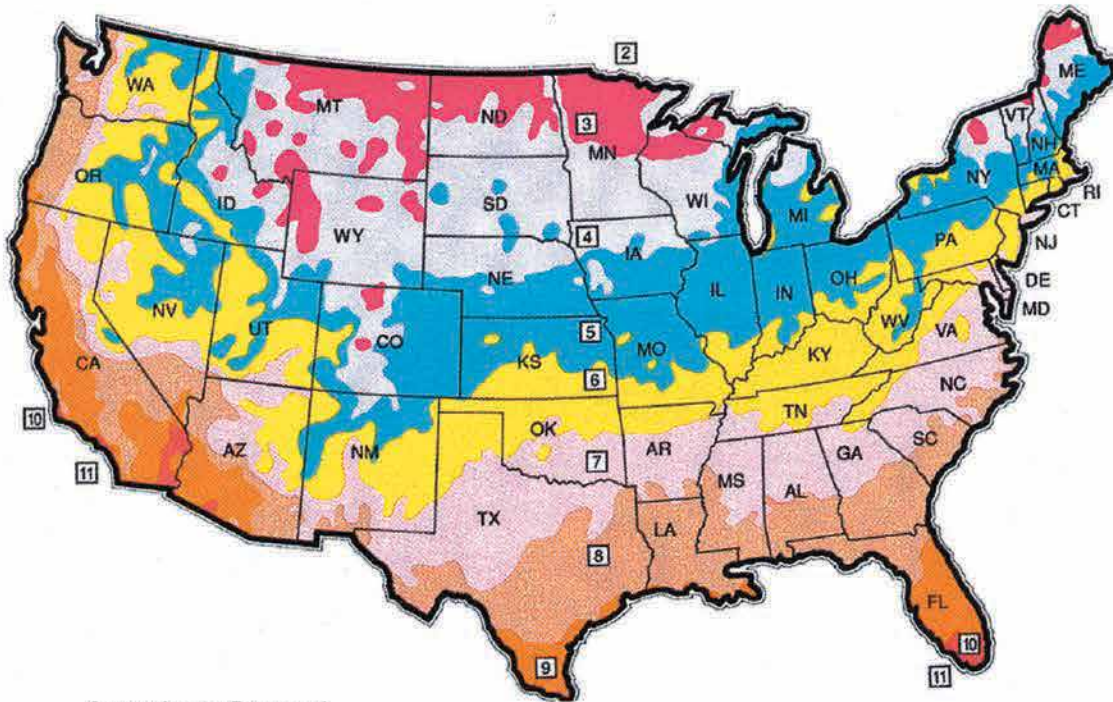 2
WA
MT
ND
3
MN
ME
VT
NH
OR
ID
SD
WI
NY
MA
RI
WY
MI
CT
4
IA
PA
NJ
NE
NV
UT
CO
IL
IN
OH
DE
MD
5
WV
VA
CA
KS
MO
KY
6
NC
10
TN
OK
AZ
NM
AR
SC
11
7
GA
MS
AL
TX
LA
8
FL
9
10
11